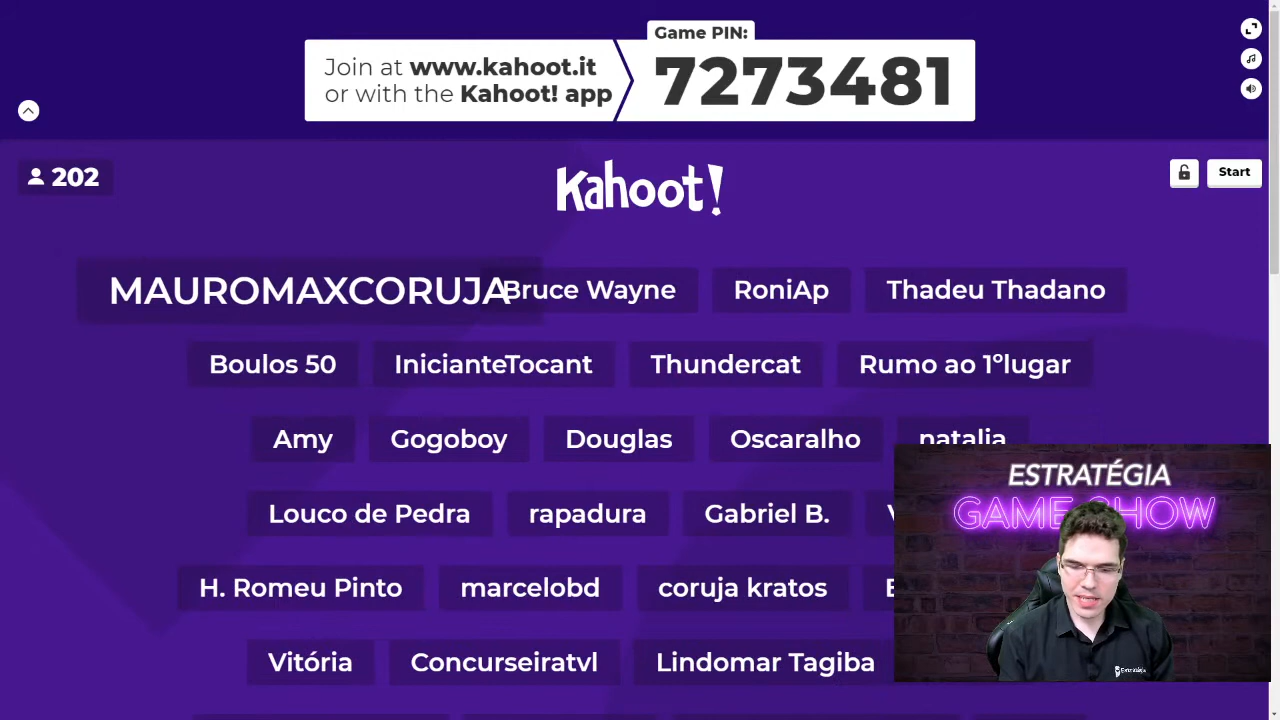 Game PIN:
Join at www.kahoot.it
or with the Kahoot! app
7273481
202
Kahoot!
Start
MAUROMAXCORUJA
Bruce Wayne
RoniAp
Thadeu Thadano
Boulos 50
InicianteTocant
Thundercat
Rumo ao 1ºlugar
Amy
Gogoboy
Douglas
Oscaralho
natalia
Louco de Pedra
rapadura
Gabriel B.
H. Romeu Pinto
marcelobd
coruja kratos
Vitória
Concurseiratvl
Lindomar Tagiba
ESTRATÉGIA
GAME SHOW